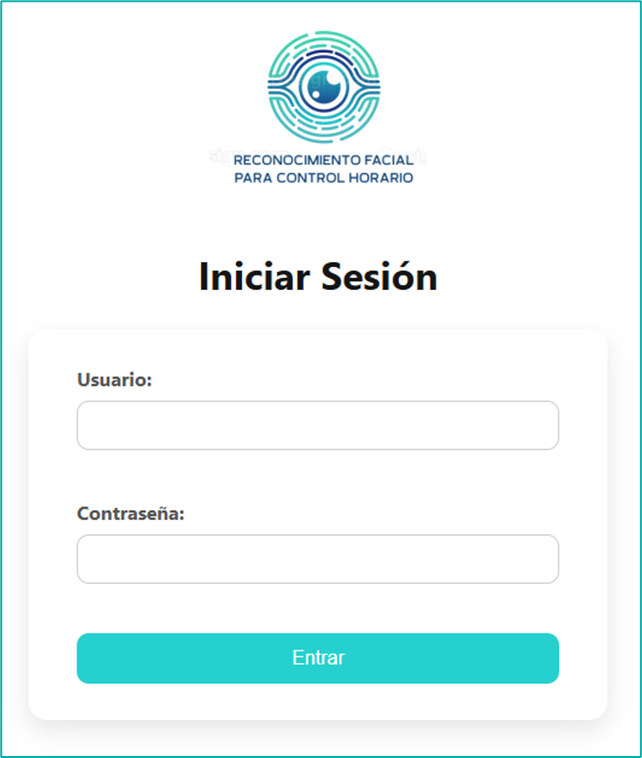 RECONOCIMIENTO FACIAL
PARA CONTROL HORARIO
Iniciar Sesión
Usuario:
Contraseña:
Entrar